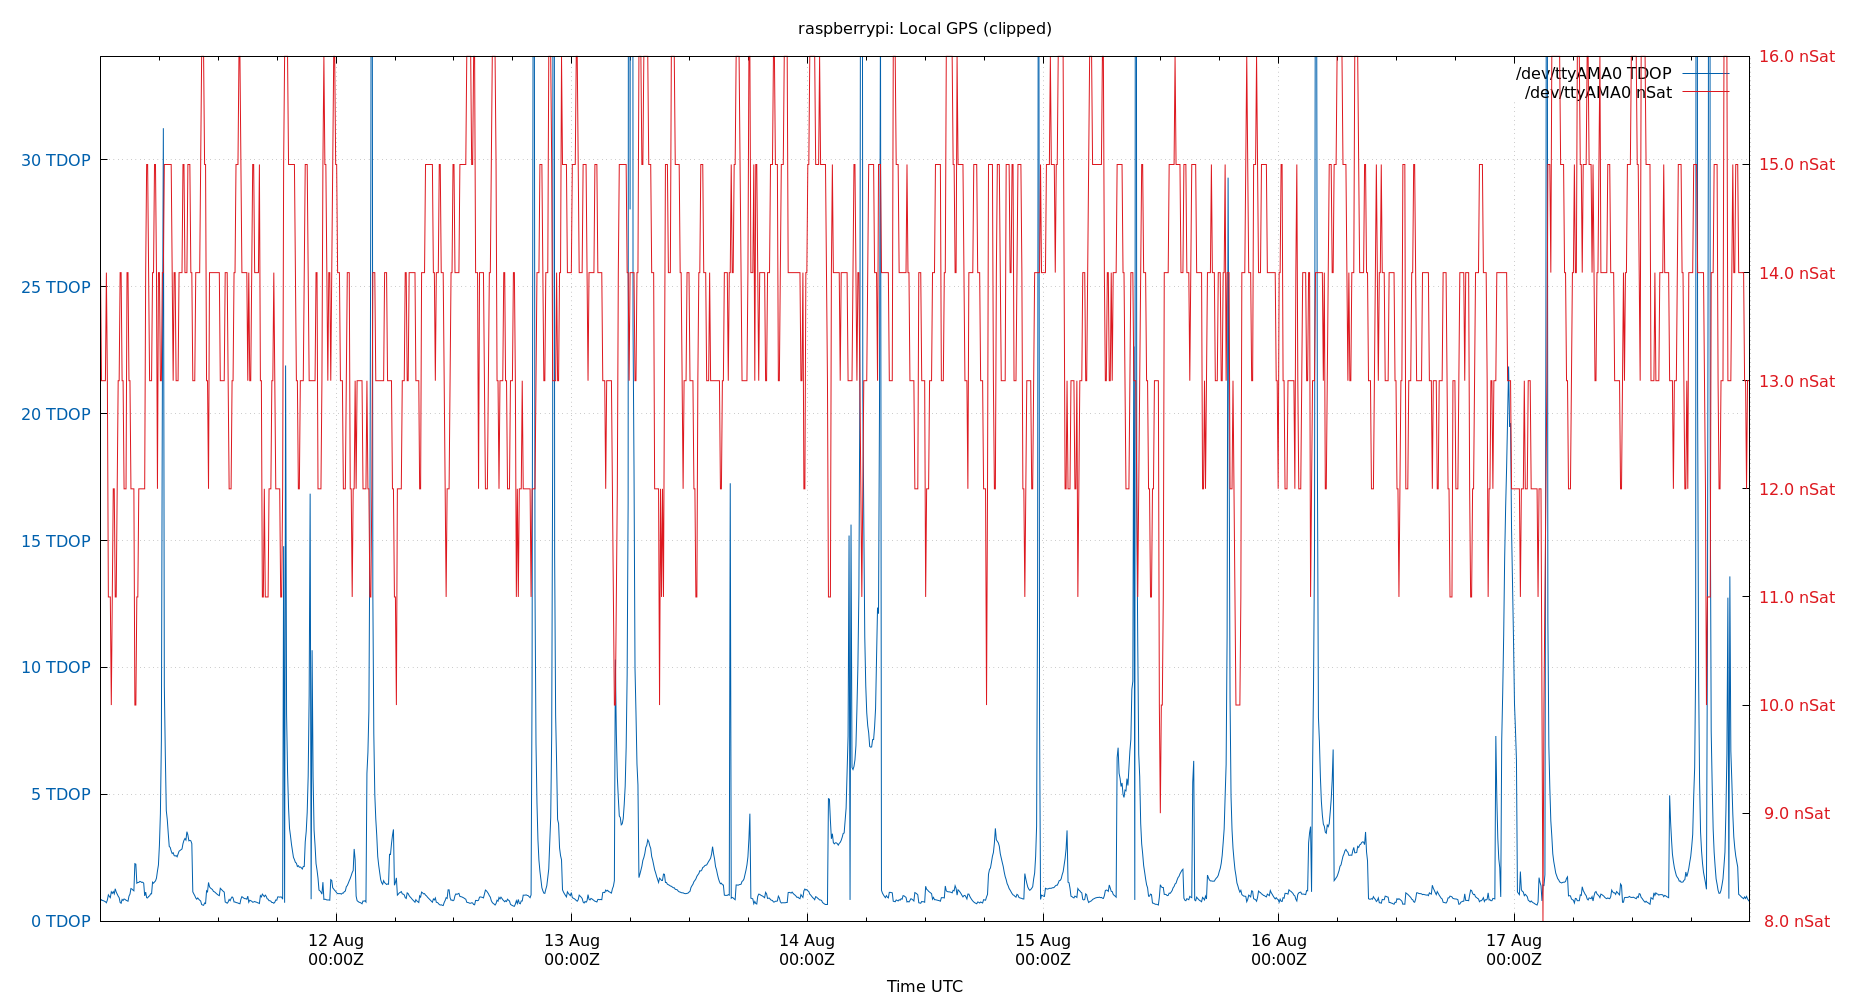 raspberrypi: Local GPS (clipped)
/dev/ttyAMA0 TDOP
/dev/ttyAMA0 nSat
30 TDOP
25 TDOP
20 TDOP
15 TDOP
10 TDOP
5 TDOP
0 TDOP
16.0 nSat
15.0 nSat
14.0 nSat
13.0 nSat
12.0 nSat
11.0 nSat
10.0 nSat
9.0 nSat
8.0 nSat
12 Aug
00:00Z
13 Aug
00:00Z
14 Aug
00:00Z
15 Aug
00:00Z
16 Aug
00:00Z
17 Aug
00:00Z
Time UTC